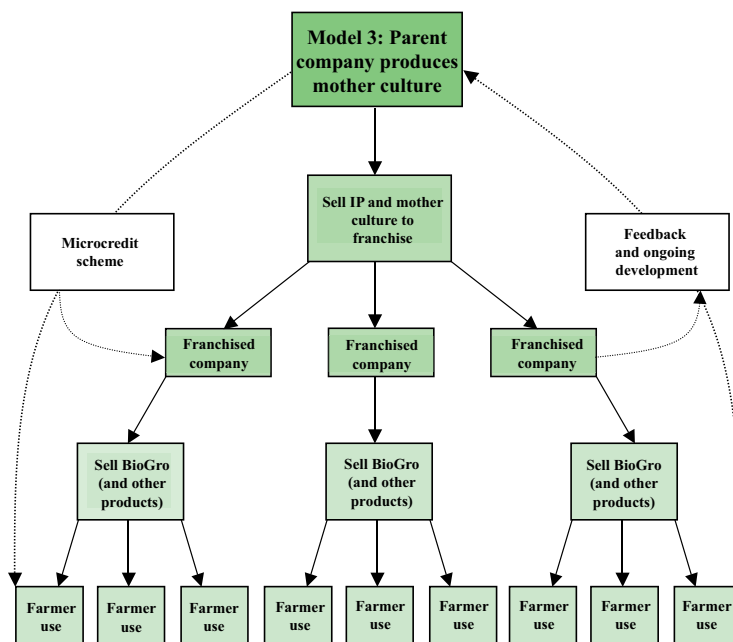 Model 3: Parent
company produces
mother culture
Sell IP and mother
culture to
franchise
Microcredit
scheme
Feedback
and ongoing
development
Franchised
company
Franchised
company
Franchised
company
Sell BioGro
(and other
products)
Sell BioGro
(and other
products)
Sell BioGro
(and other
products)
Farmer
use
Farmer
use
Farmer
use
Farmer
use
Farmer
use
Farmer
use
Farmer
use
Farmer
use
Farmer
use